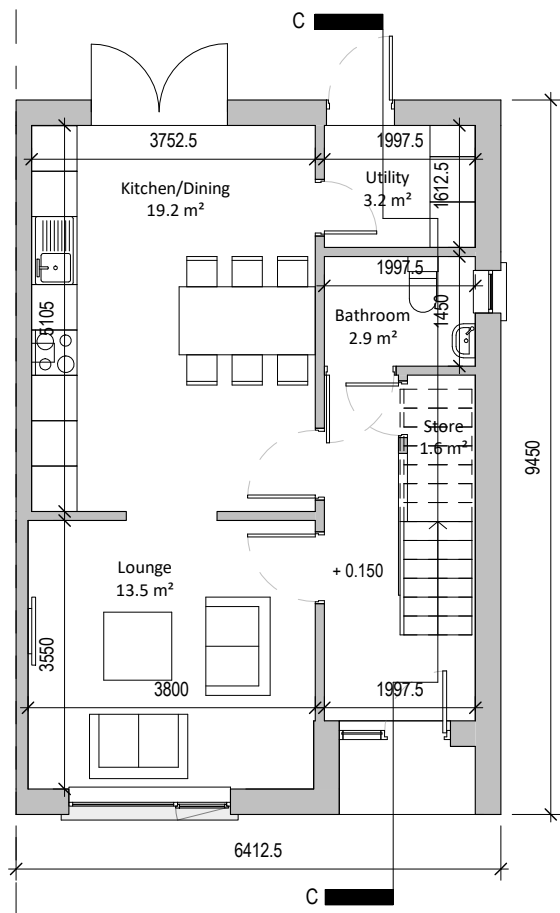 C
3752.5
1997.5
Kitchen/Dining
19.2 m²
Utility
3.2 m²
1612.5
1997.5
Bathroom
2.9 m²
1450
5105
Store
1.6 m²
9450
Lounge
13.5 m²
+ 0.150
3550
3800
1997.5
6412.5
C